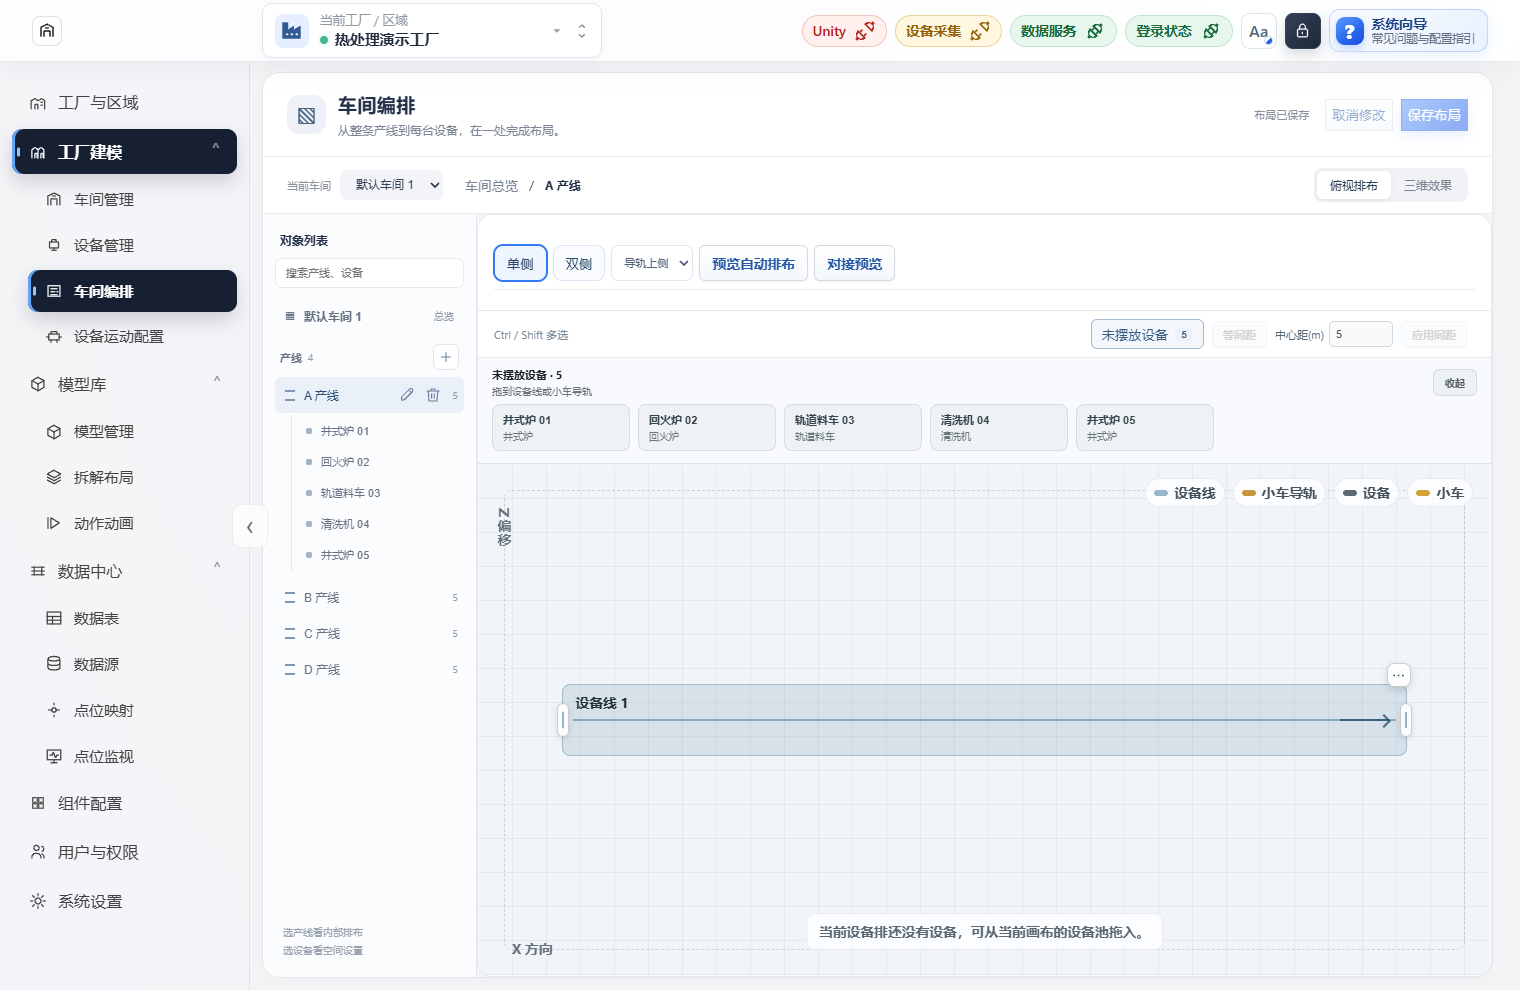 当前工厂 / 区域
热处理演示工厂
Unity
设备采集
数据服务
登录状态
Aa
?
系统向导
常见问题与配置指引
工厂与区域
工厂建模
车间管理
设备管理
车间编排
设备运动配置
模型库
模型管理
拆解布局
动作动画
数据中心
数据表
数据源
点位映射
点位监视
组件配置
用户与权限
系统设置
车间编排
从整条产线到每台设备，在一处完成布局。
布局已保存
取消修改
保存布局
当前车间
默认车间 1
车间总览 / A 产线
俯视排布
三维效果
对象列表
搜索产线、设备
默认车间 1
总览
产线 4
A 产线
5
井式炉 01
回火炉 02
轨道料车 03
清洗机 04
井式炉 05
B 产线
5
C 产线
5
D 产线
5
选产线看内部排布
选设备看空间设置
单侧
双侧
导轨上侧
预览自动排布
对接预览
Ctrl / Shift 多选
未摆放设备 5
等间距
中心距(m)
5
应用间距
未摆放设备 · 5
拖到设备线或小车导轨
收起
井式炉 01
井式炉
回火炉 02
回火炉
轨道料车 03
轨道料车
清洗机 04
清洗机
井式炉 05
井式炉
设备线
小车导轨
设备
小车
Z 偏移
设备线 1
当前设备排还没有设备，可从当前画布的设备池拖入。
X 方向